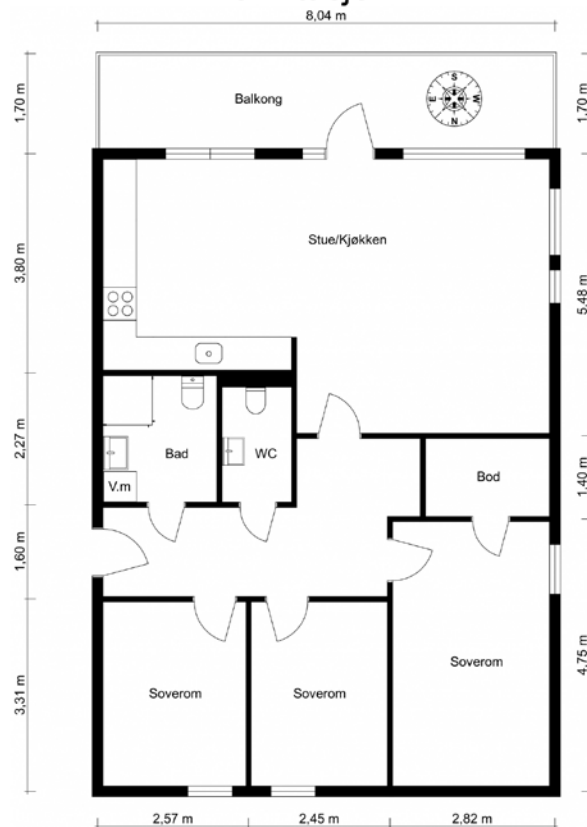 8,04 m
1,70 m
Balkong
S
E
W
N
1,70 m
Stue/Kjøkken
3,80 m
5,48 m
2,27 m
Bad
WC
V.m
Bod
1,40 m
1,60 m
3,31 m
Soverom
Soverom
Soverom
4,75 m
2,57 m
2,45 m
2,82 m